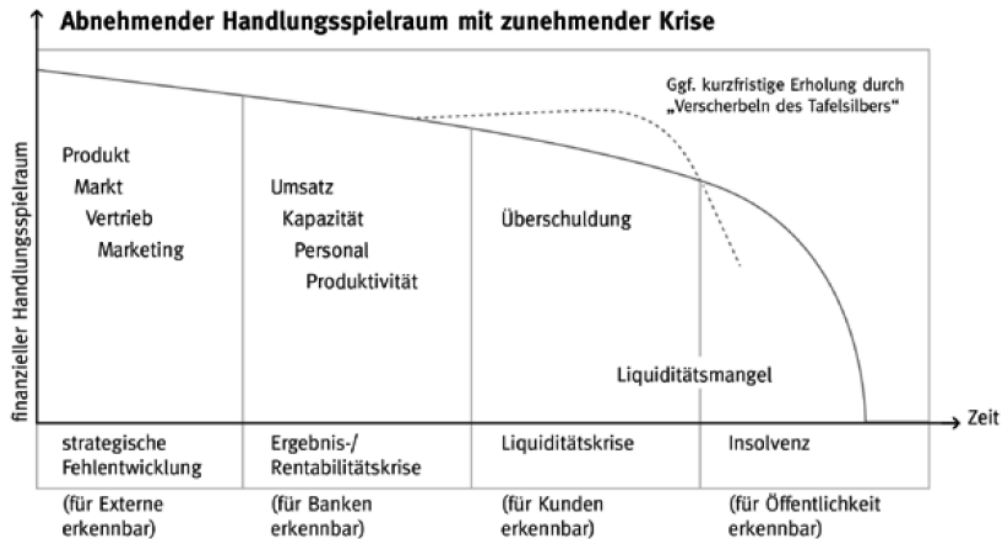 Abnehmender Handlungsspielraum mit zunehmender Krise
finanzieller Handlungsspielraum
Ggf. kurzfristige Erholung durch
„Verscherbeln des Tafelsilbers“
Produkt
Markt
Vertrieb
Marketing
Umsatz
Kapazität
Personal
Produktivität
Überschuldung
Liquiditätsmangel
Zeit
strategische
Fehlentwicklung
Ergebnis-/
Rentabilitätskrise
Liquiditätskrise
Insolvenz
(für Externe
erkennbar)
(für Banken
erkennbar)
(für Kunden
erkennbar)
(für Öffentlichkeit
erkennbar)